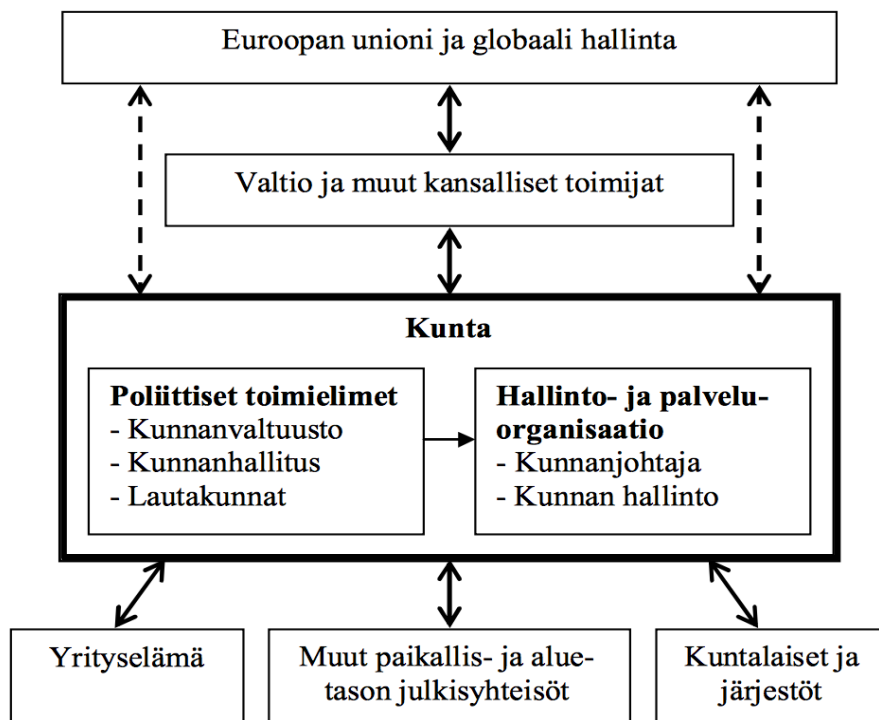 Euroopan unioni ja globaali hallinta
Valtio ja muut kansalliset toimijat
Kunta
Poliittiset toimielimet
- Kunnanvaltuusto
- Kunnanhallitus
- Lautakunnat
Hallinto- ja palvelu-
organisaatio
- Kunnanjohtaja
- Kunnan hallinto
Yrityselämä
Muut paikallis- ja alue-
tason julkisyhteisöt
Kuntalaiset ja
järjestöt